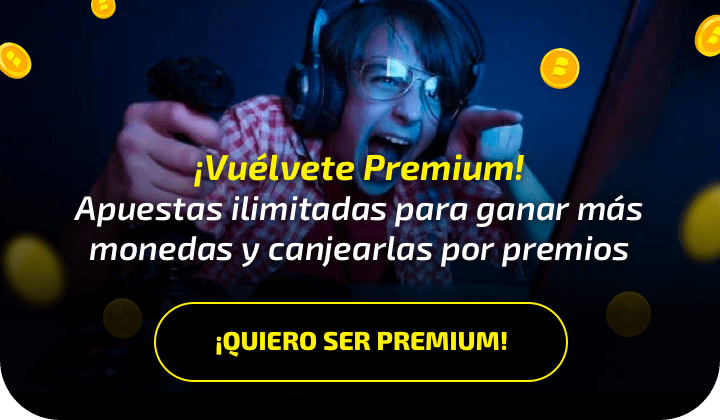 ¡Vuélvete Premium!
Apuestas ilimitadas para ganar más
monedas y canjearlas por premios
¡QUIERO SER PREMIUM!